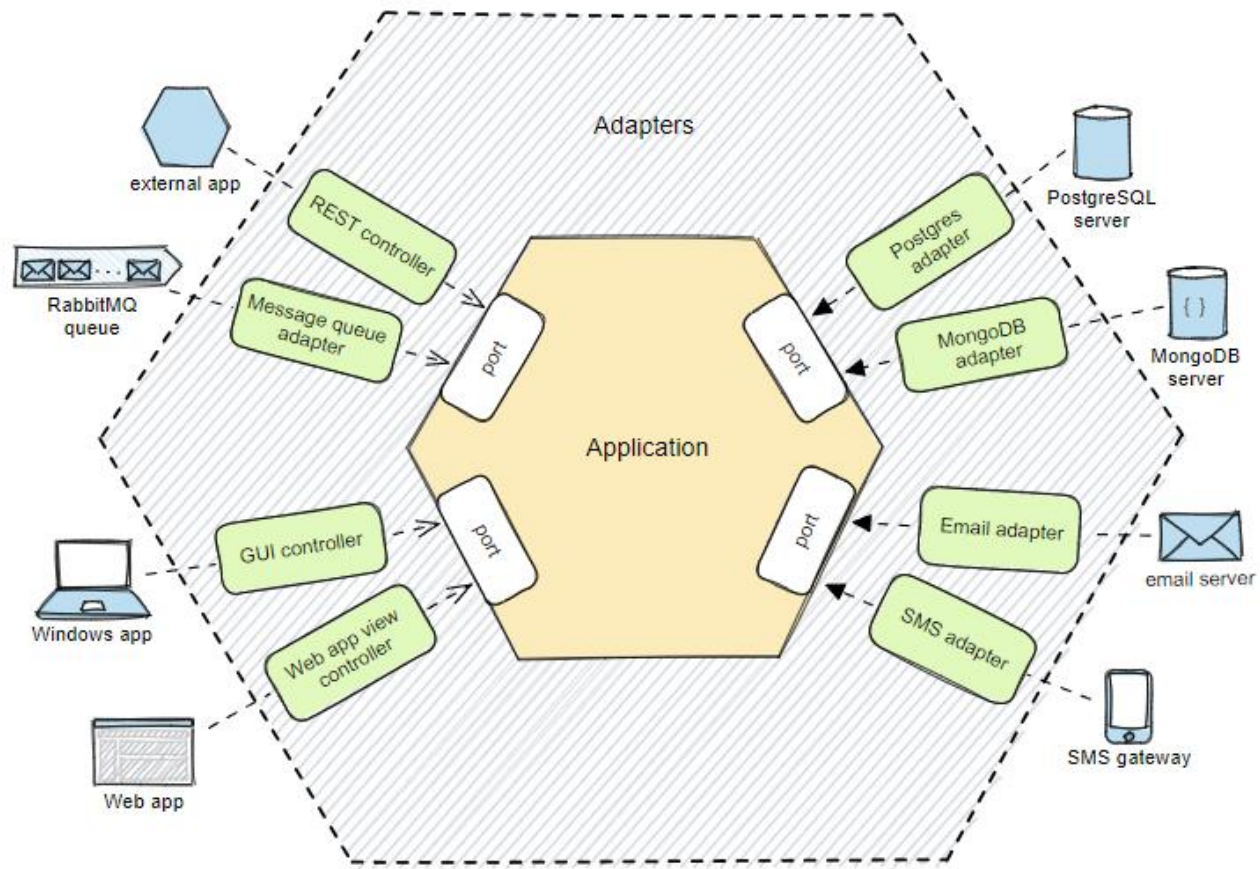 Adapters
external app
REST controller
RabbitMQ
queue
Message queue
adapter
port
PostgreSQL
server
Postgres
adapter
MongoDB
server
{ }
MongoDB
adapter
port
Application
GUI controller
Windows app
Web app view
controller
Web app
port
Email adapter
email server
SMS adapter
SMS gateway
port